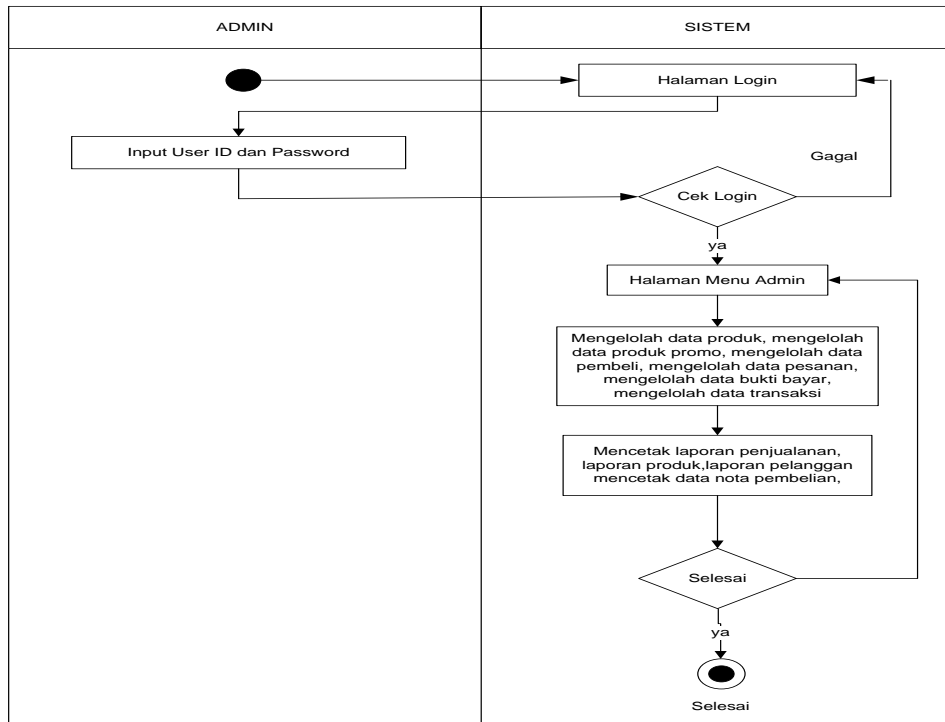 ADMIN
SISTEM
Halaman Login
Input User ID dan Password
Gagal
Cek Login
ya
Halaman Menu Admin
Mengelolah data produk, mengelolah
data produk promo, mengelolah data
pembeli, mengelolah data pesanan,
mengelolah data bukti bayar,
mengelolah data transaksi
Mencetak laporan penjualanan,
laporan produk,laporan pelanggan
mencetak data nota pembelian,
Selesai
ya
Selesai